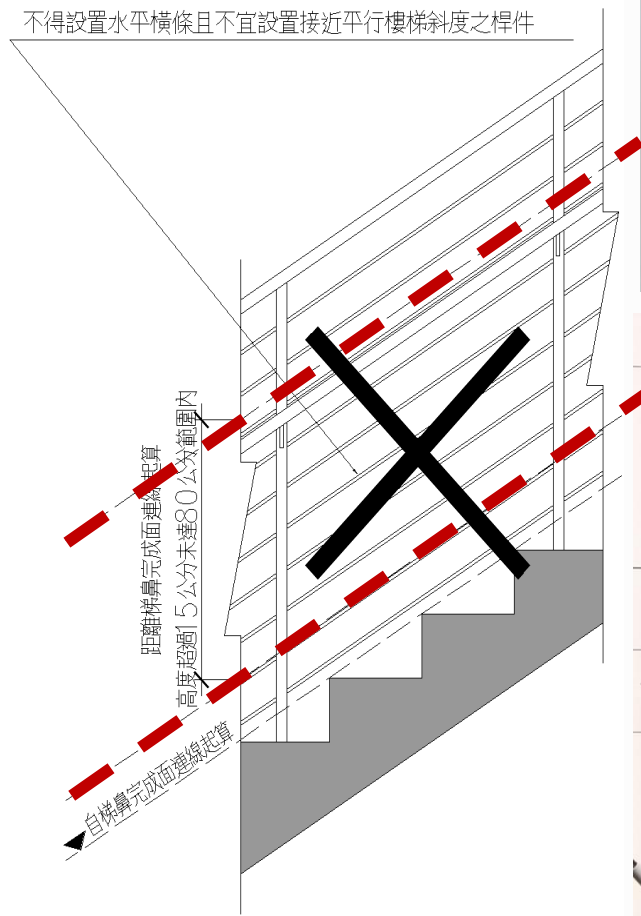 不得設置水平橫條且不宜設置接近平行樓梯斜度之桿件
距離梯鼻完成面連線起算
高度超過15公分未達80公分範圍內
自梯鼻完成面連線起算